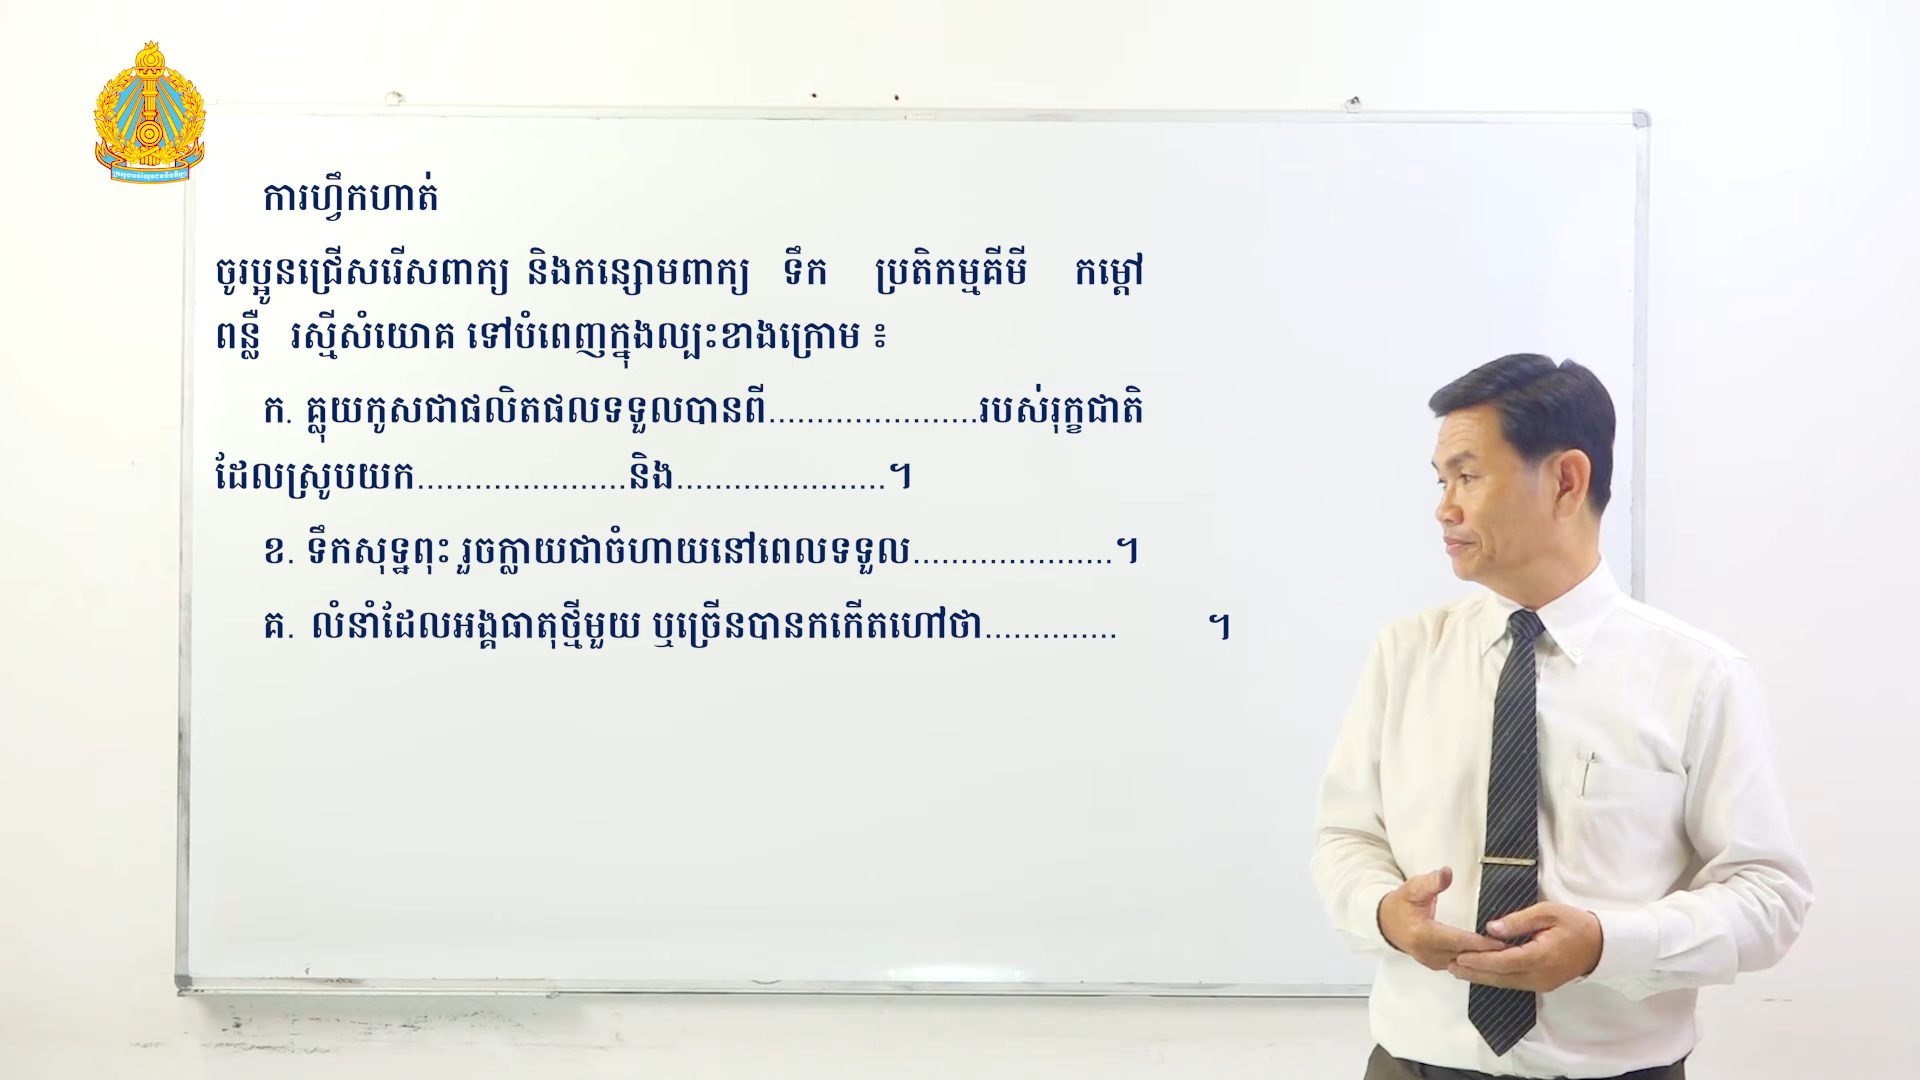 ការហ្វឹកហាត់
ចូរប្អូនជ្រើសរើសពាក្យ និងកន្សោមពាក្យ ទឹក ប្រតិកម្មគីមី កម្ដៅ
ពន្លឺ រស្មីសំយោគ ទៅបំពេញក្នុងល្បះខាងក្រោម ៖
ក. គ្លុយកូសជាផលិតផលទទួលបានពី......................របស់រុក្ខជាតិ
ដែលស្រូបយក......................និង......................។
ខ. ទឹកសុទ្ធពុះ រួចក្លាយជាចំហាយនៅពេលទទួល.....................។
គ. លំនាំដែលអង្គធាតុថ្មីមួយ ឬច្រើនបានកកើតហៅថា.............. ។